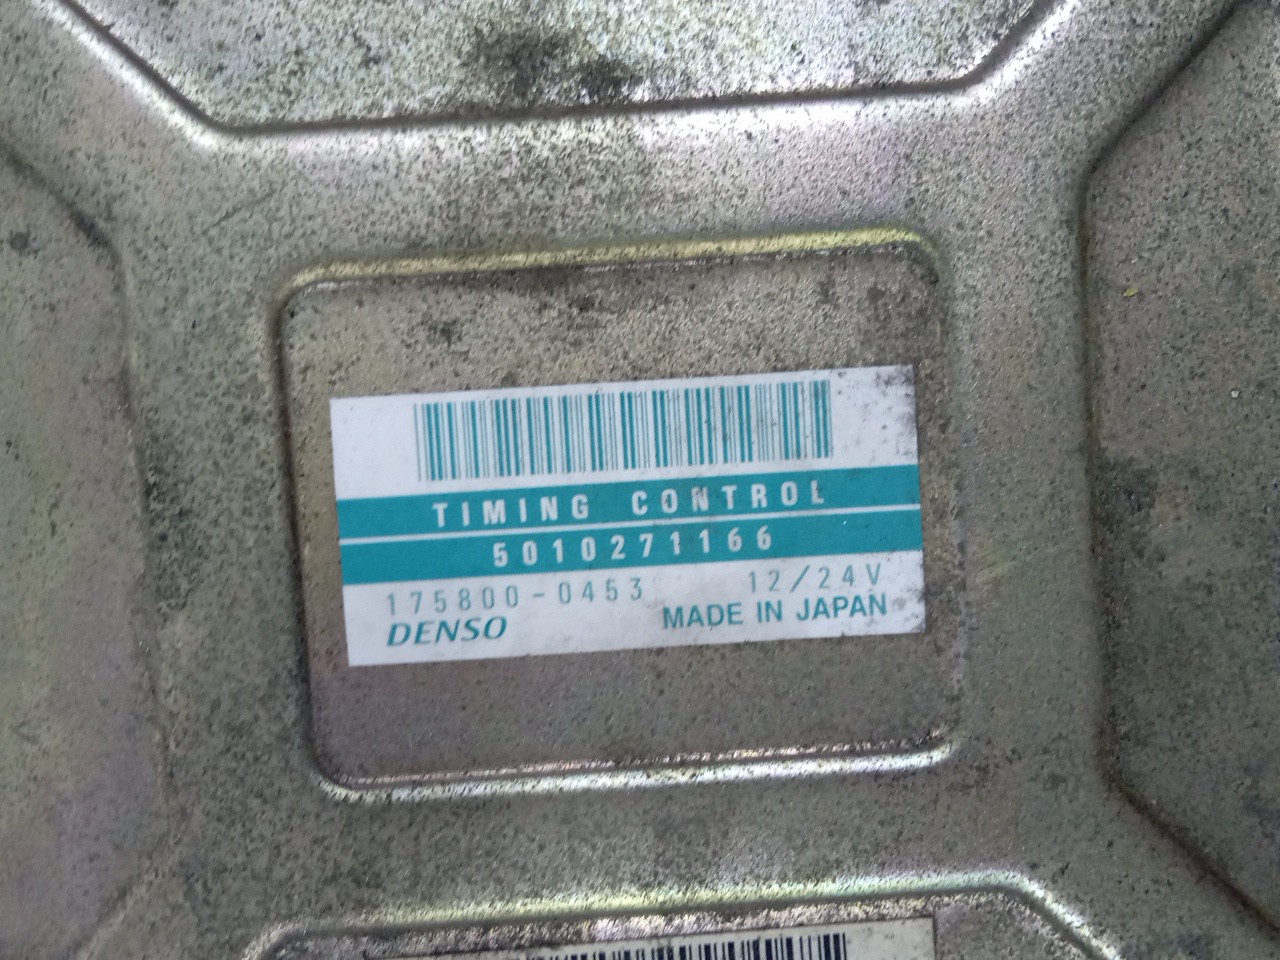 TIMING CONTROL
5010271166
175800-0453 12/24V
DENSO MADE IN JAPAN